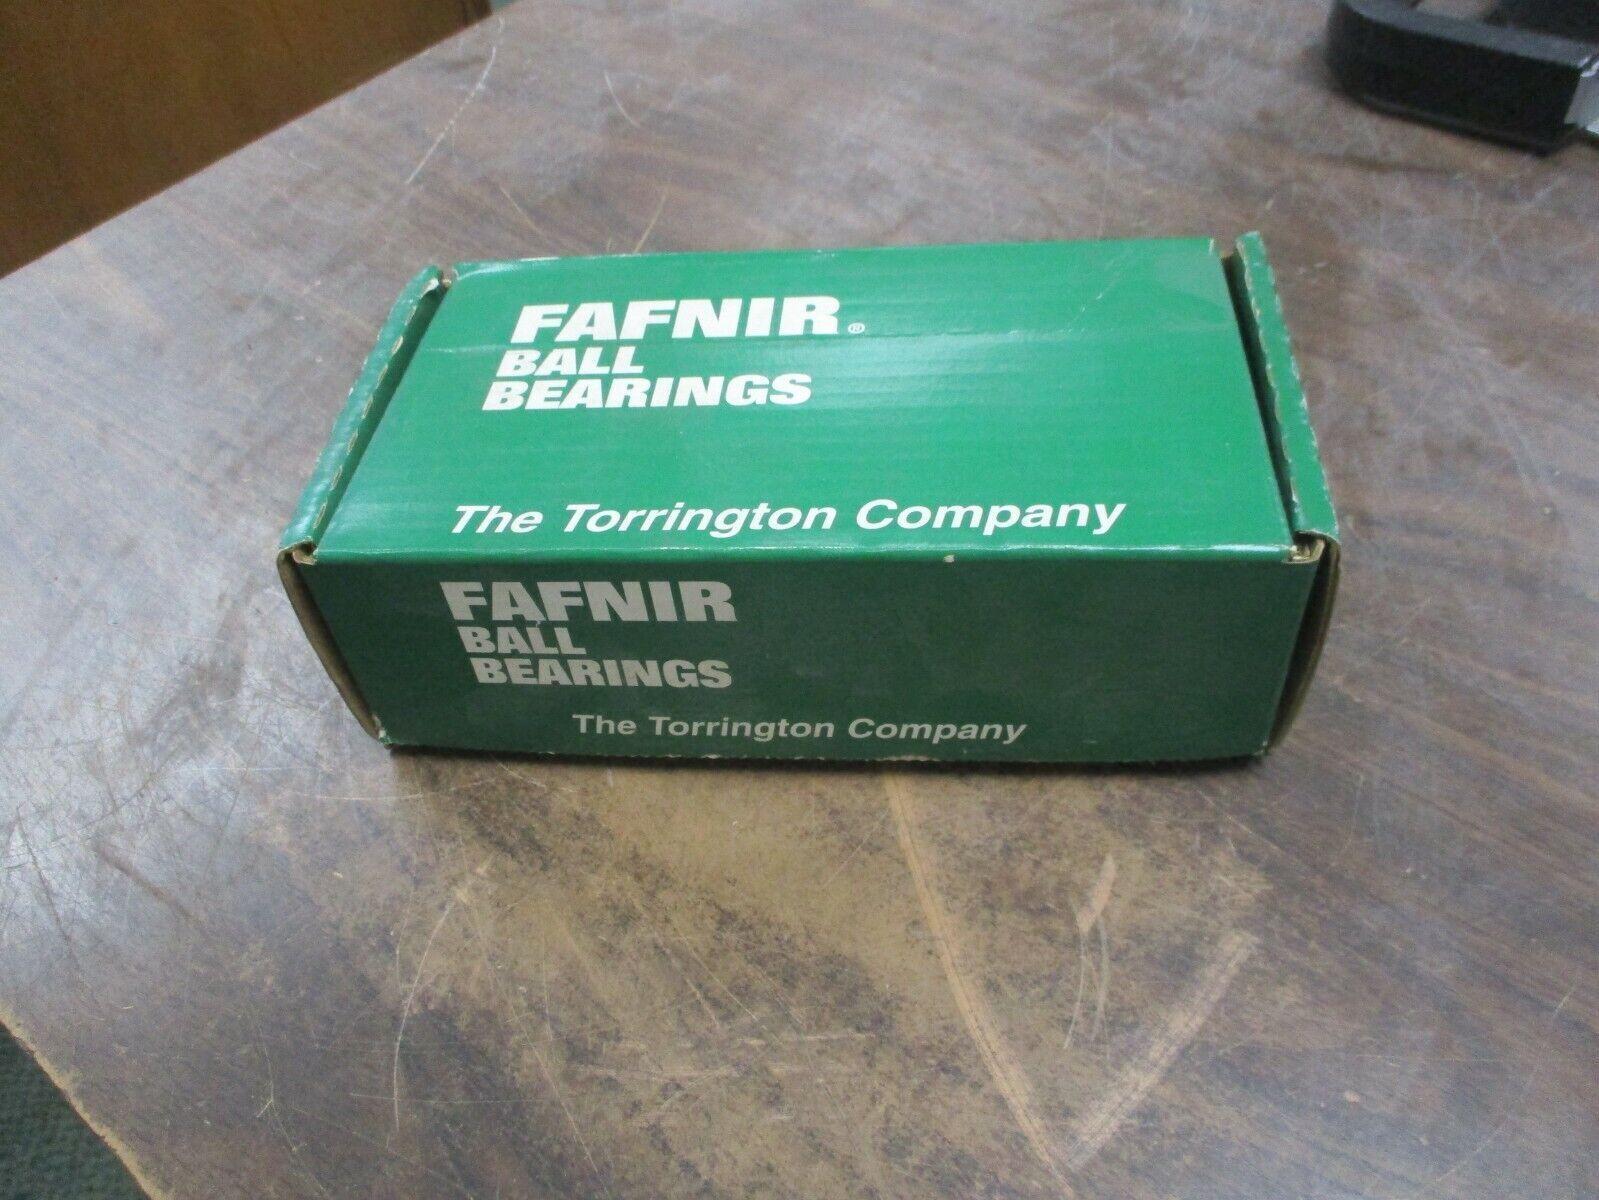 FAFNIR®
BALL
BEARINGS
The Torrington Company
FAFNIR
BALL
BEARINGS
The Torrington Company